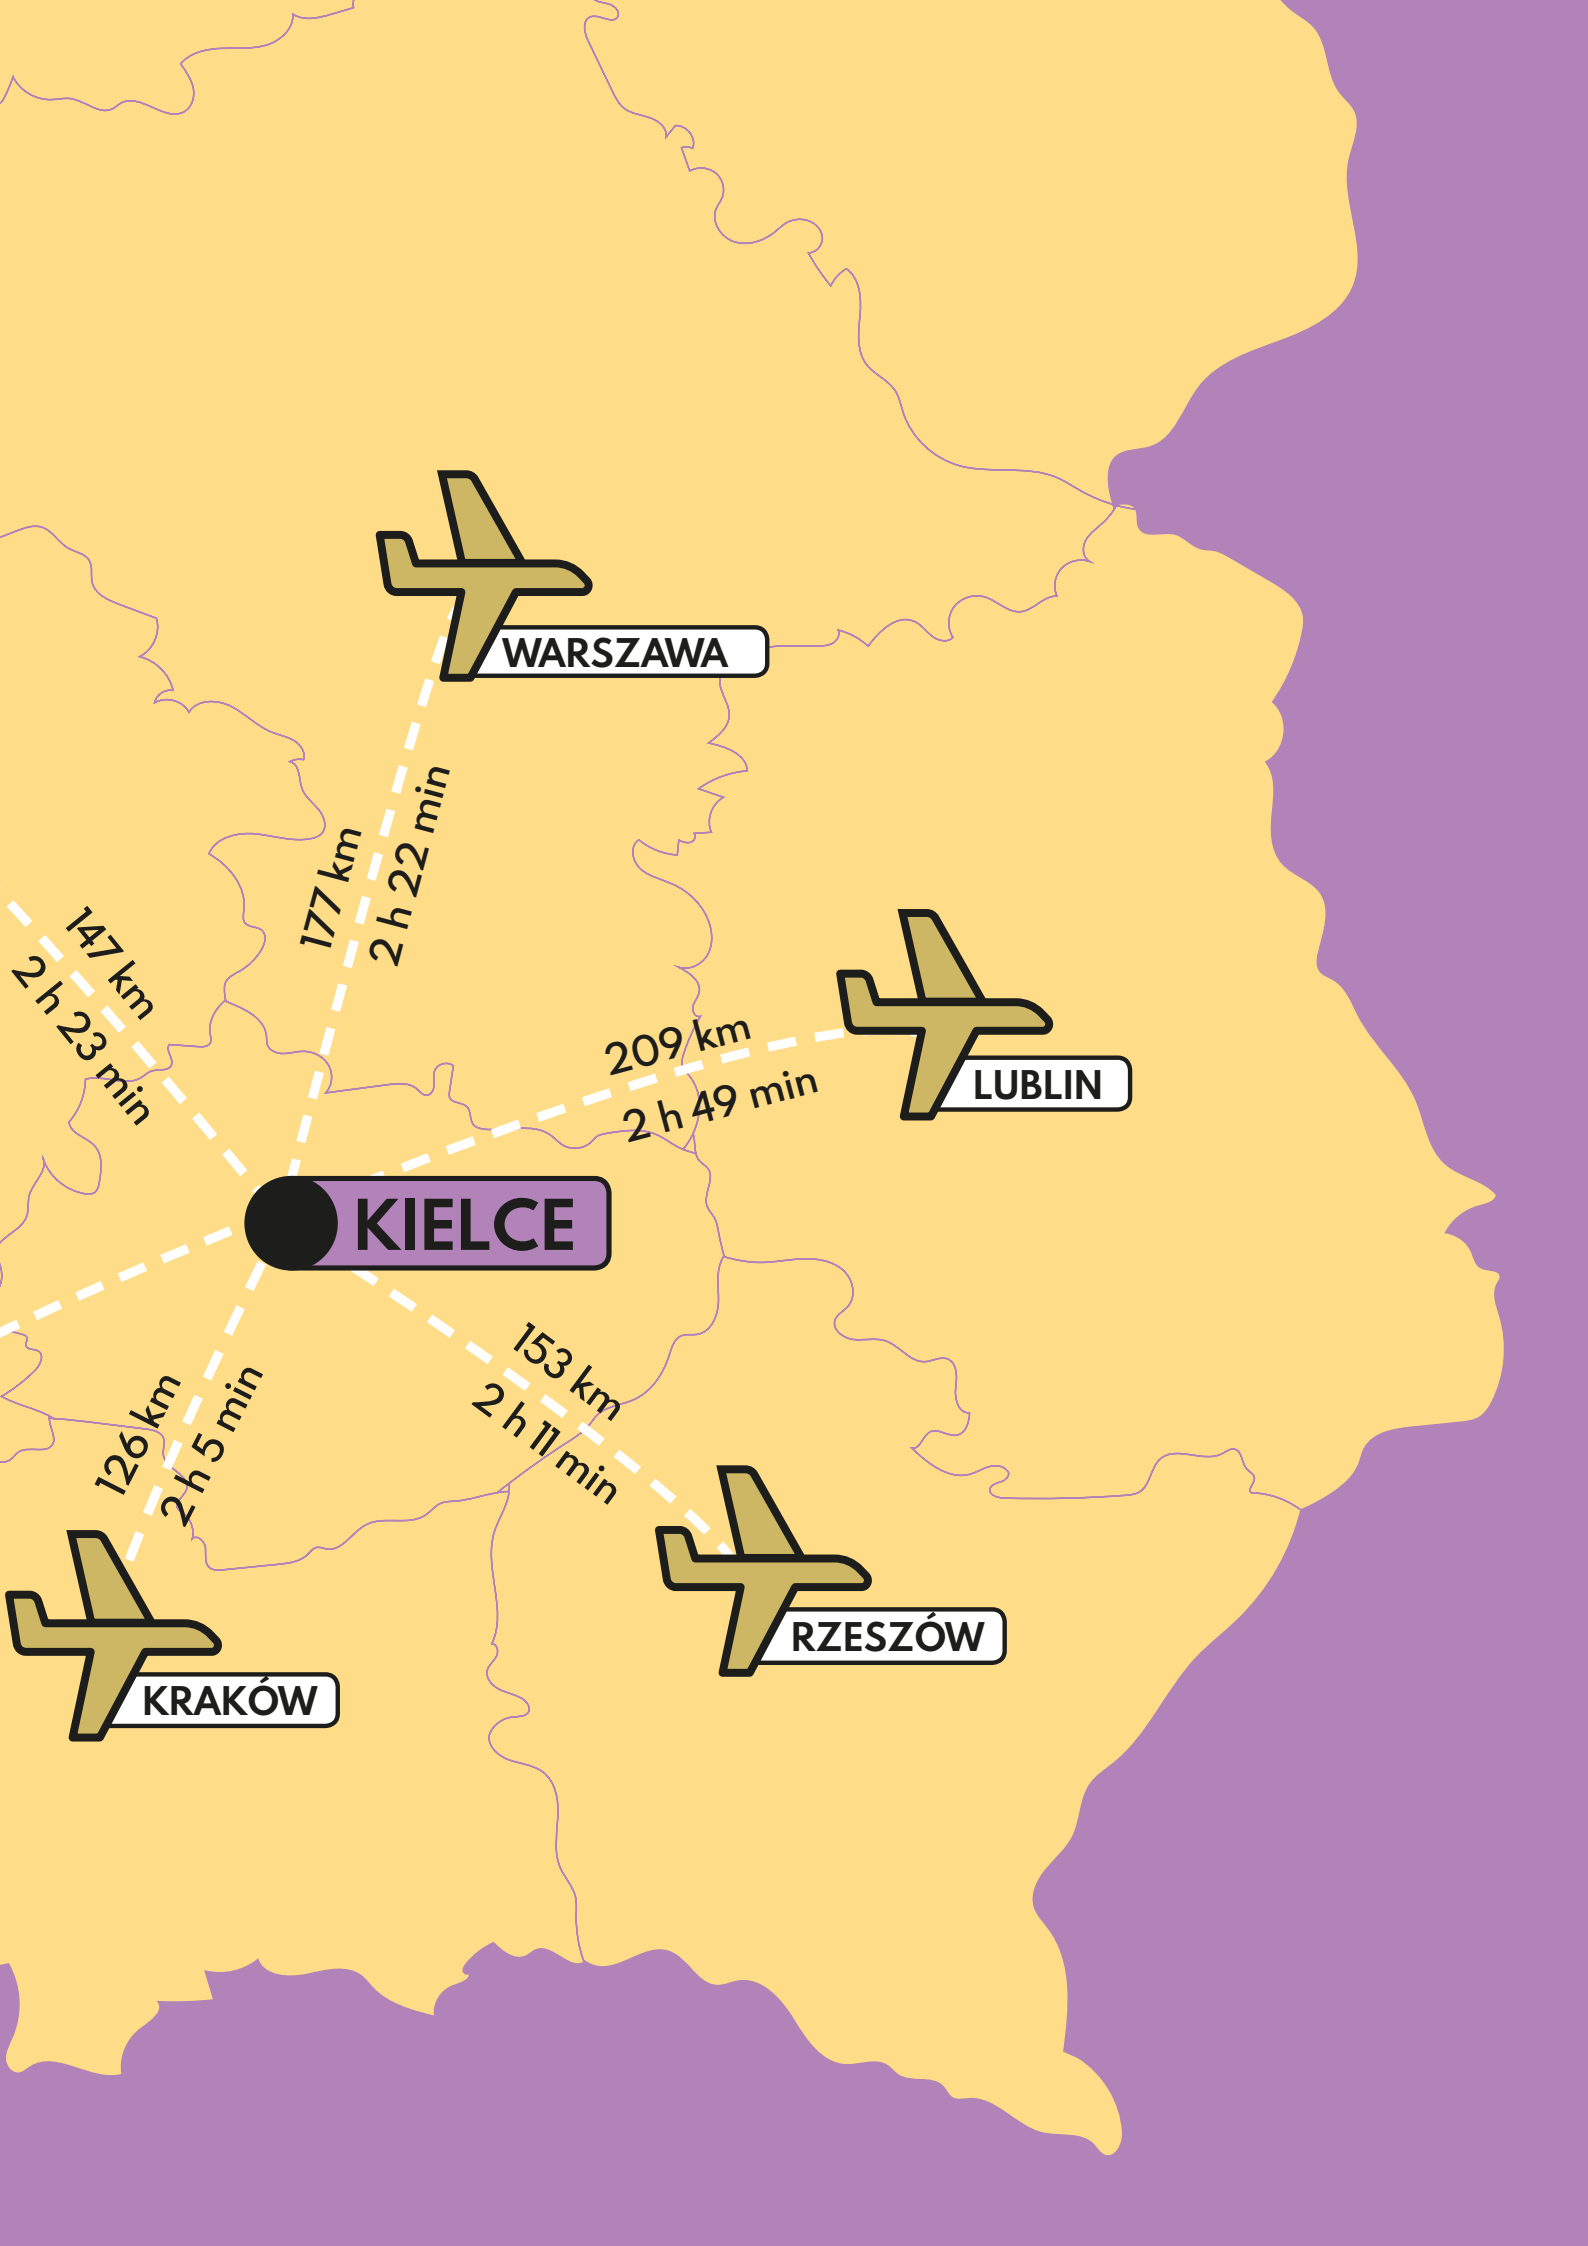 WARSZAWA
177 km
2 h 22 min
147 km
2 h 23 min
LUBLIN
209 km
2 h 49 min
KIELCE
153 km
2 h 11 min
126 km
2 h 5 min
RZESZÓW
KRAKÓW